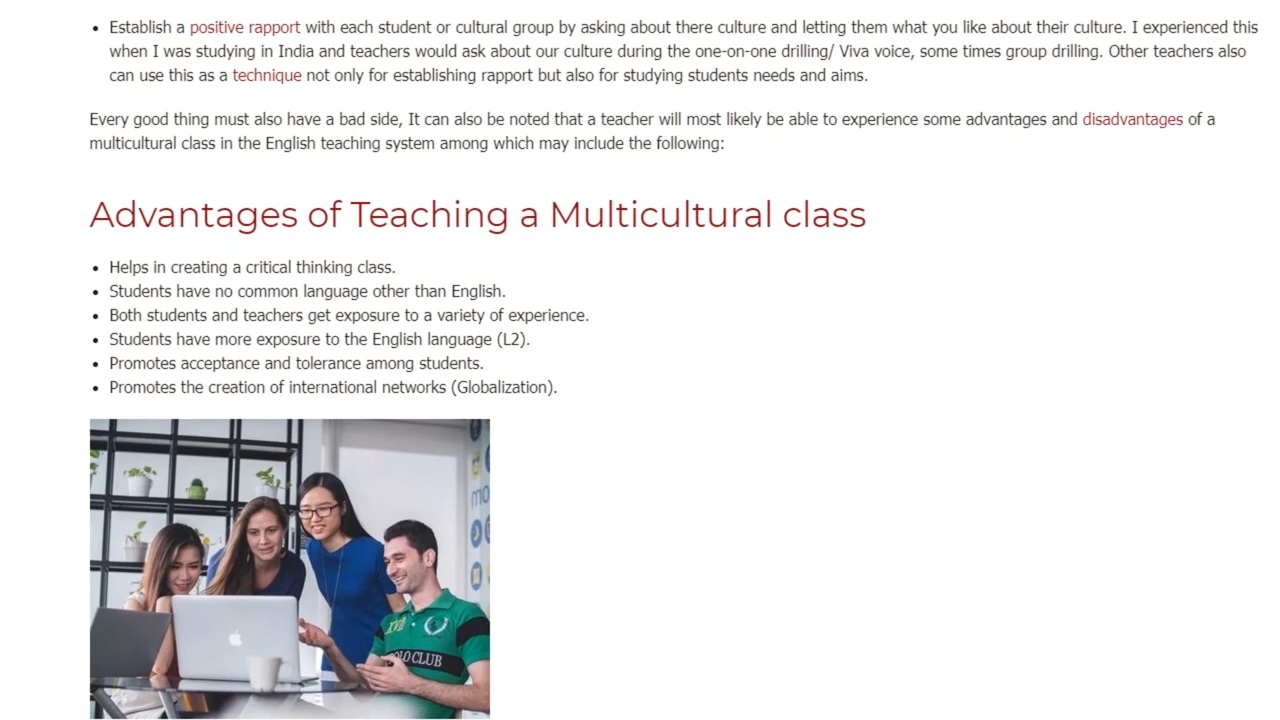 Establish a positive rapport with each student or cultural group by asking about there culture and letting them what you like about their culture. I experienced this
when I was studying in India and teachers would ask about our culture during the one-on-one drilling/ Viva voice, some times group drilling. Other teachers also
can use this as a technique not only for establishing rapport but also for studying students needs and aims.
Every good thing must also have a bad side, It can also be noted that a teacher will most likely be able to experience some advantages and disadvantages of a
multicultural class in the English teaching system among which may include the following:
Advantages of Teaching a Multicultural class
Helps in creating a critical thinking class.
Students have no common language other than English.
Both students and teachers get exposure to a variety of experience.
Students have more exposure to the English language (L2).
Promotes acceptance and tolerance among students.
Promotes the creation of international networks (Globalization).
mo
XVII
OLO CLUB